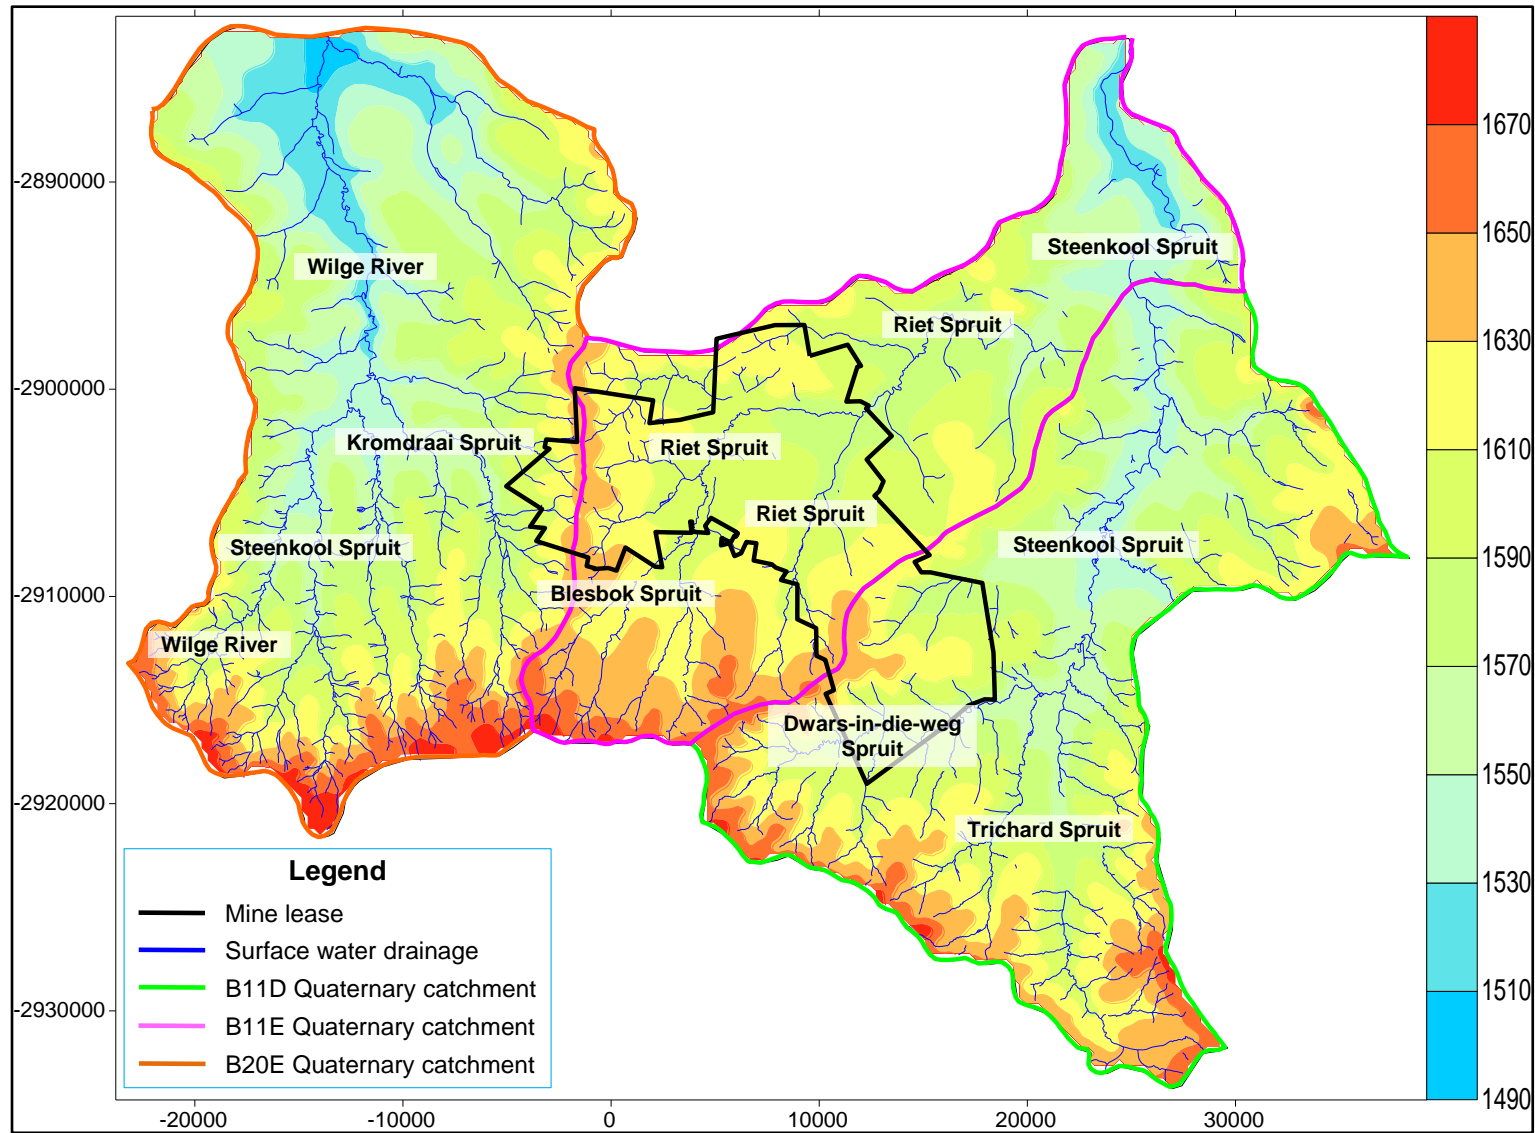 1670
-2890000
1650
Steenkool Spruit
Wilge River
Riet Spruit
1630
-2900000
Kromdraai Spruit
Riet Spruit
1610
Riet Spruit
Steenkool Spruit
Steenkool Spruit
1590
-2910000
Blesbok Spruit
Wilge River
1570
Dwars-in-die-weg
Spruit
1550
-2920000
Trichard Spruit
Legend
1530
Mine lease
Surface water drainage
B11D Quaternary catchment
1510
-2930000
B11E Quaternary catchment
B20E Quaternary catchment
1490
-20000
-10000
0
10000
20000
30000